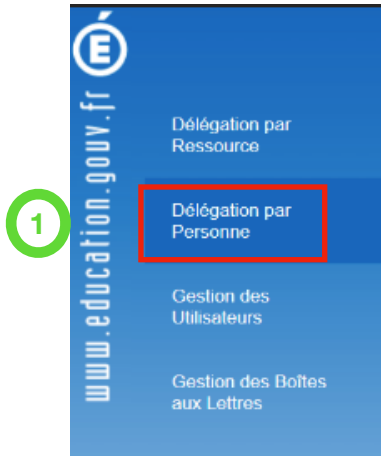 É
www.education.gouv.fr
Délégation par
Ressource
1
Délégation par
Personne
Gestion des
Utilisateurs
Gestion des Boîtes
aux Lettres